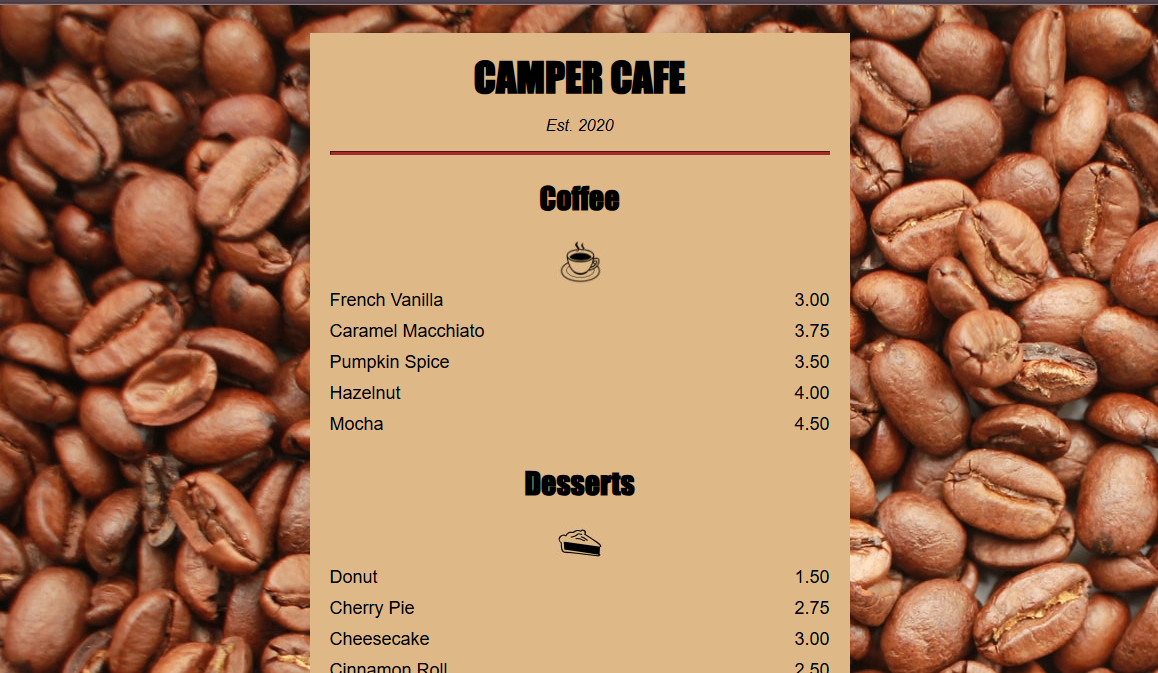 CAMPER CAFE
Est. 2020
Coffee
French Vanilla 3.00
Caramel Macchiato 3.75
Pumpkin Spice 3.50
Hazelnut 4.00
Mocha 4.50
Desserts
Donut 1.50
Cherry Pie 2.75
Cheesecake 3.00
Cinnamon Roll 2.50